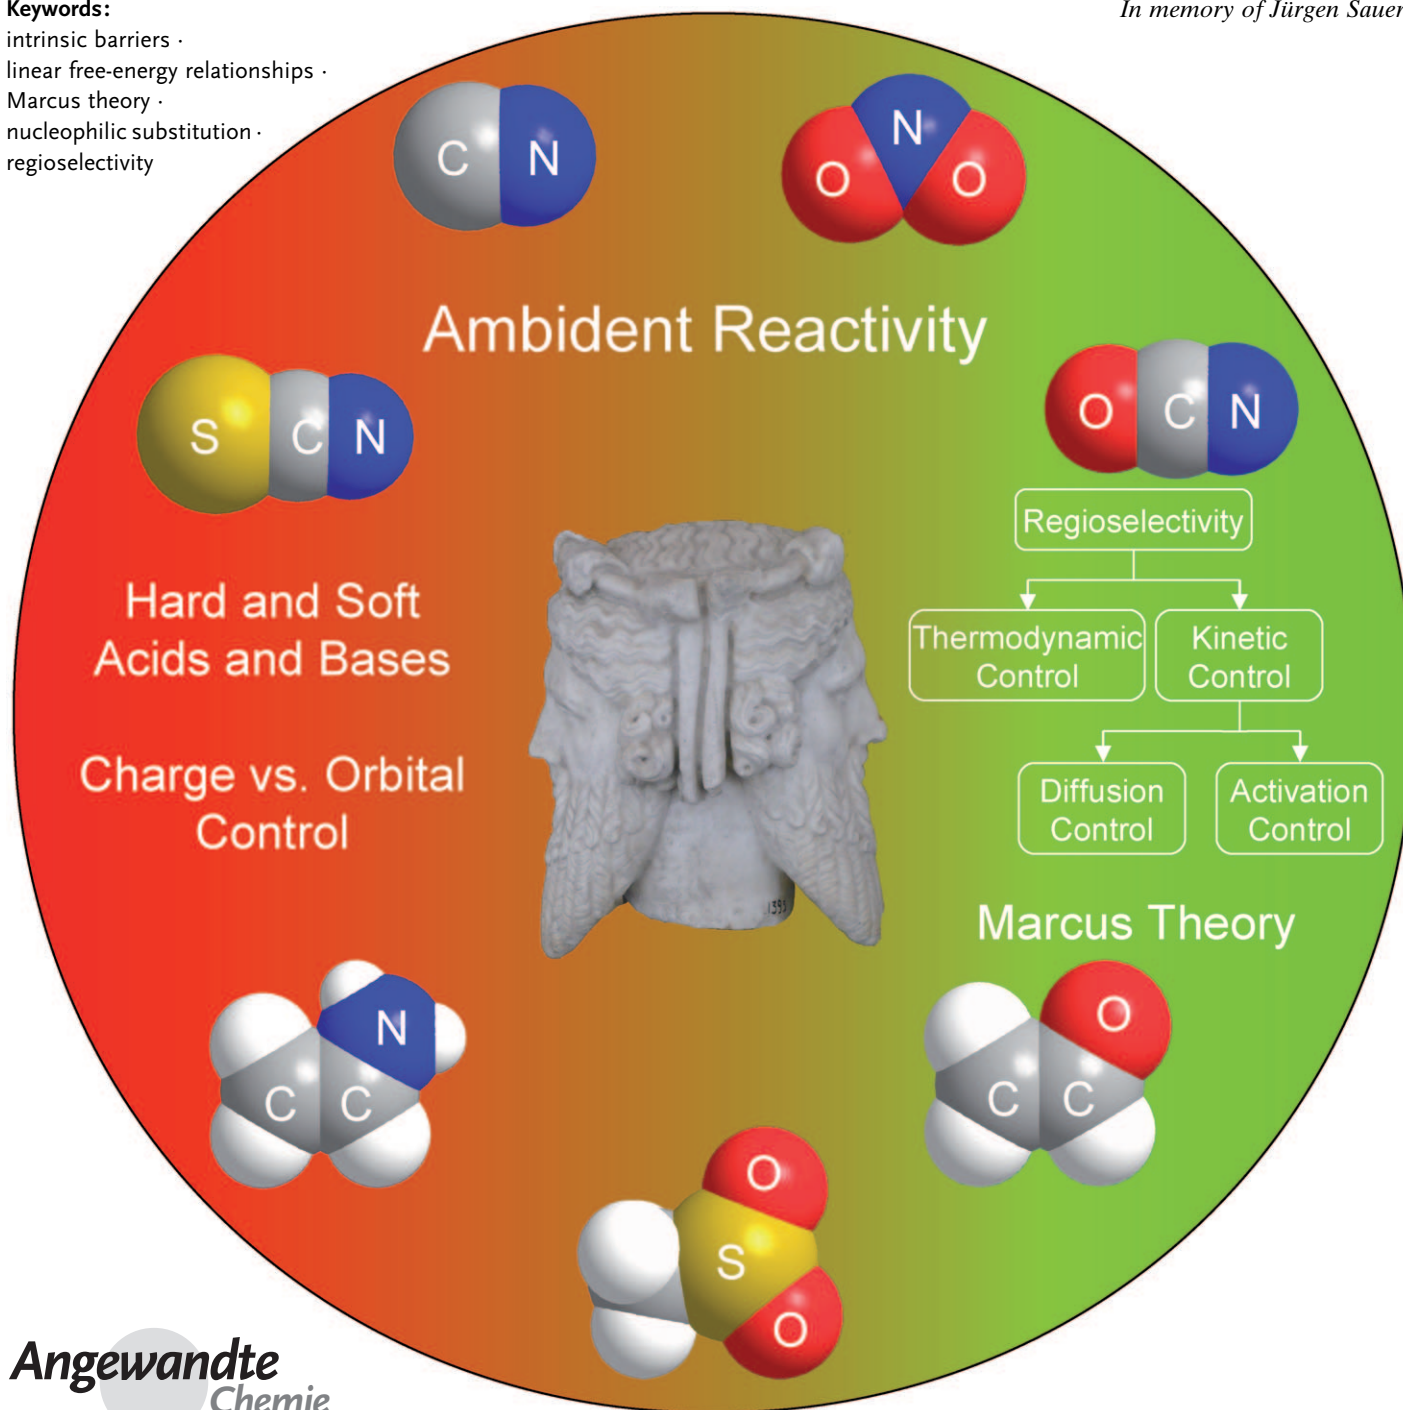 Keywords:
intrinsic barriers ·
linear free-energy relationships ·
Marcus theory ·
nucleophilic substitution ·
regioselectivity
In memory of Jürgen Sauer
C N
N
O O
Ambident Reactivity
S C N
O C N
Regioselectivity
Thermodynamic
Control
Kinetic
Control
Diffusion
Control
Activation
Control
Hard and Soft
Acids and Bases
Charge vs. Orbital
Control
1395
Marcus Theory
N
C C
O
C C
O
S
O
Angewandte
Chemie